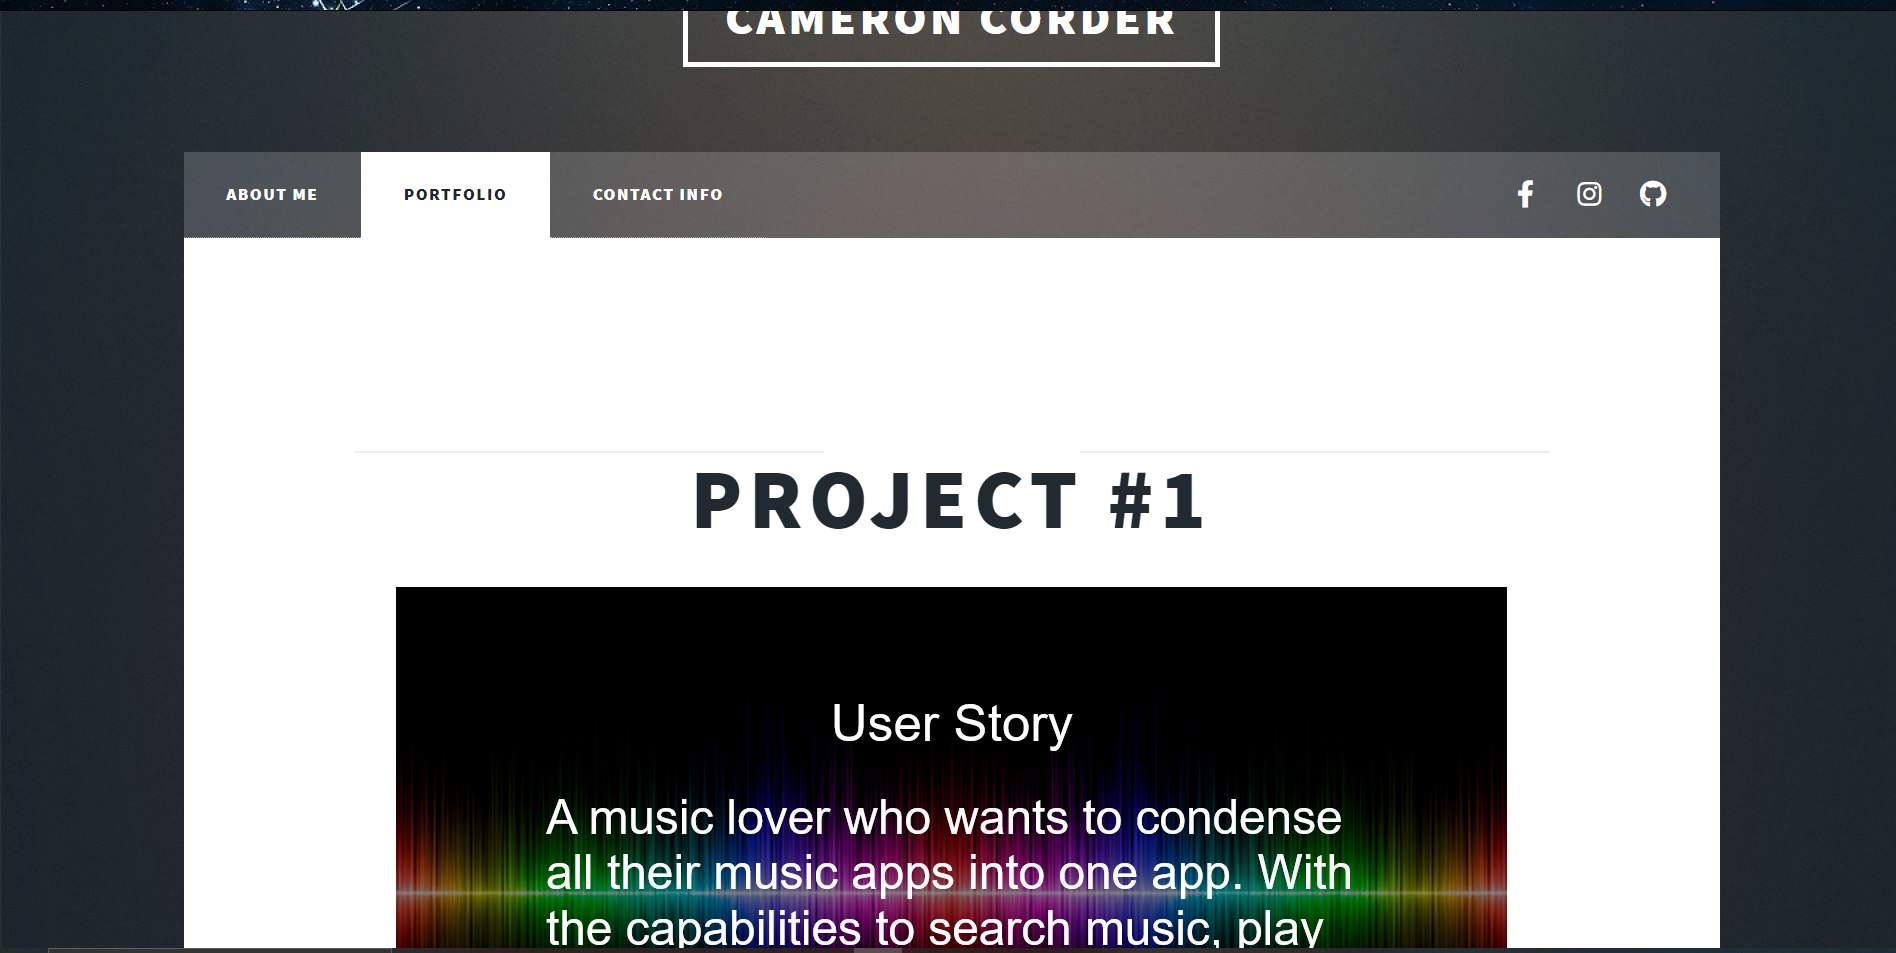 CAMERON CORDER
ABOUT ME
PORTFOLIO
CONTACT INFO
PROJECT #1
User Story
A music lover who wants to condense
all their music apps into one app. With
the capabilities to search music, play